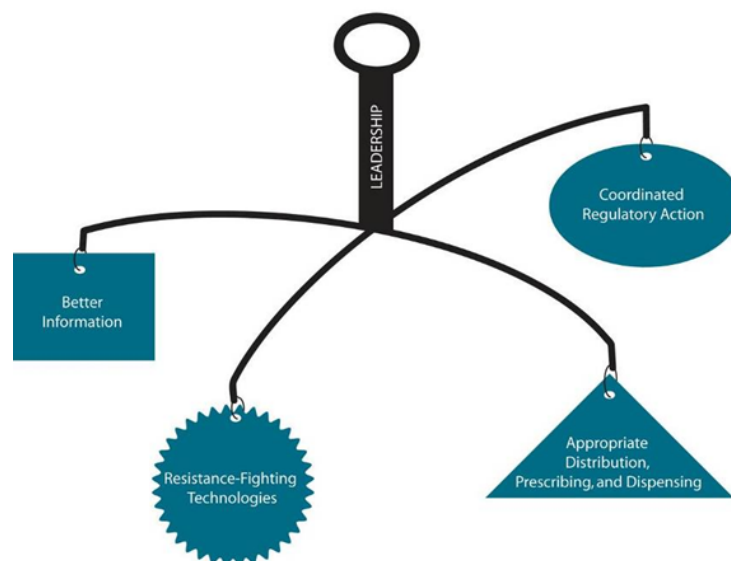 LEADERSHIP
Coordinated
Regulatory Action
Better
Information
Resistance-Fighting
Technologies
Appropriate
Distribution,
Prescribing, and Dispensing